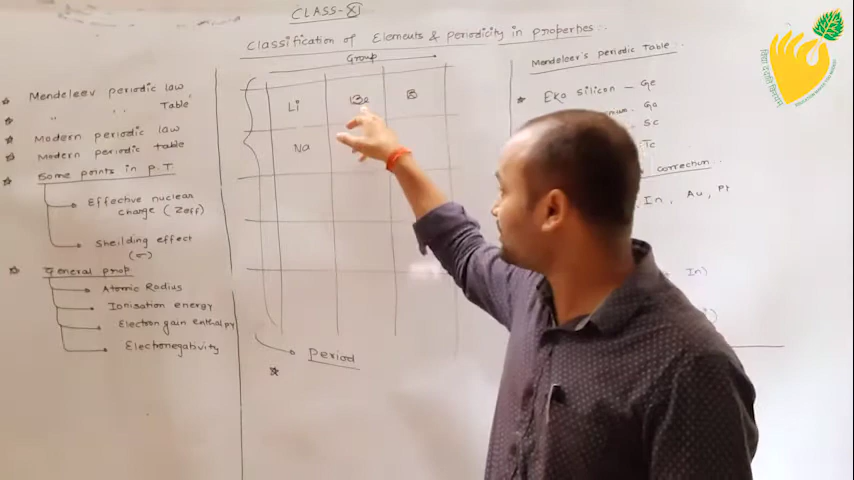 CLASS-XI
Classification of Elements & periodicity in properties :-
Mendeleev periodic law
" " Table
Modern periodic law
Modern periodic table
Some points in P.T
Effective nuclear
charge (Zeff)
Sheilding effect
(σ)
General prop
Atomic Radius
Ionisation energy
Electron gain enthalpy
Electronegativity
Group
Li Be B
Na
Period
Mendeleev's periodic Table :-
Eka silicon - Ge
Ga
Sc
Tc
correction :-
In, Au, Pt
In)